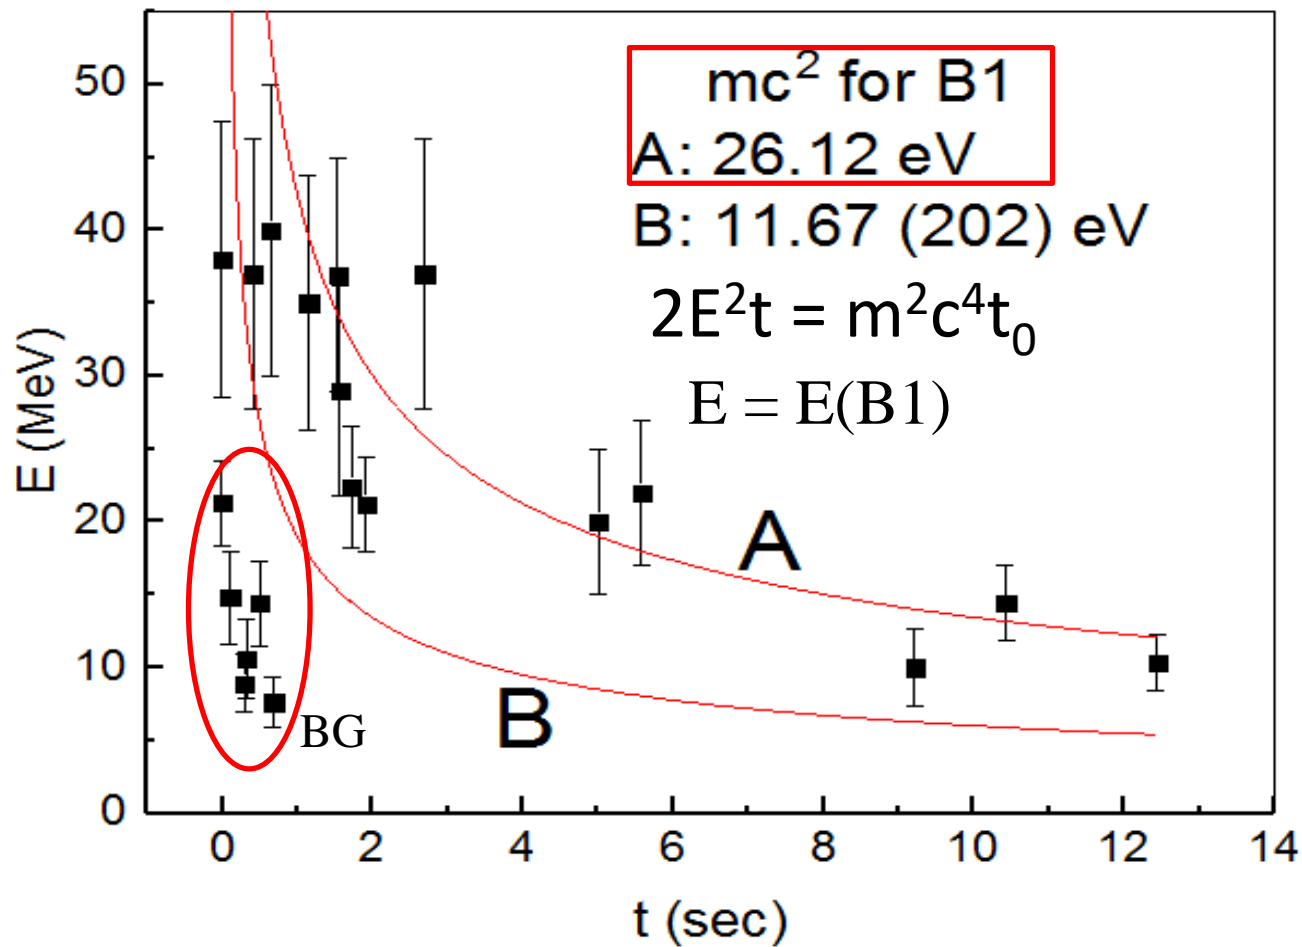 50
40
30
20
10
0
E (MeV)
mc² for B1
A: 26.12 eV
B: 11.67 (202) eV
2E²t = m²c⁴t₀
E = E(B1)
A
B
BG
0 2 4 6 8 10 12 14
t (sec)